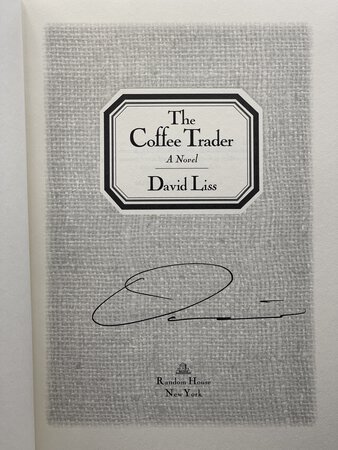 The
Coffee Trader
A Novel
David Liss
Random House
New York